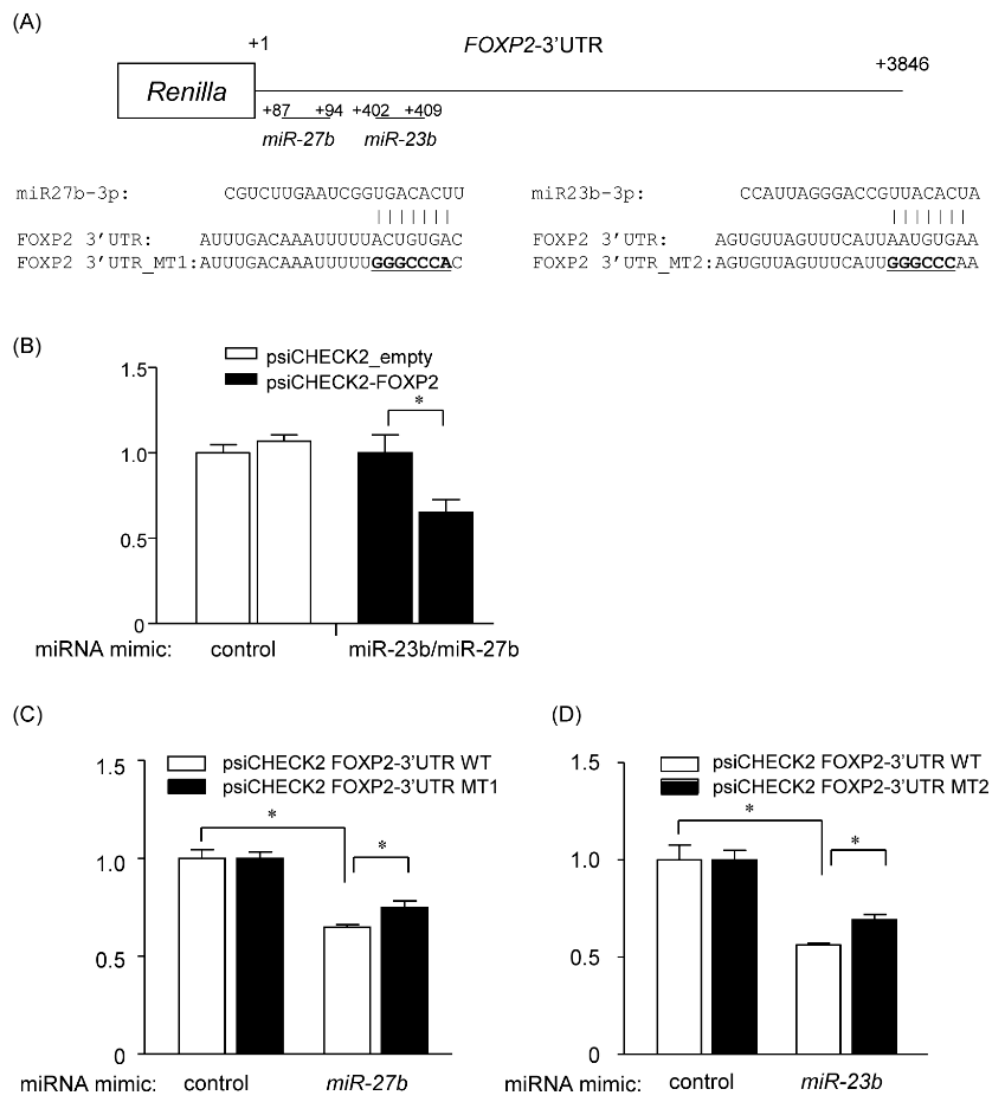 (A)
+1
FOXP2-3'UTR
+3846
Renilla
+87 +94 +402 +409
miR-27b miR-23b
miR27b-3p: CGUCUUGAAUCGGUGACACUU
FOXP2 3'UTR: AUUUGACAAAUUUUUACUGUGAC
FOXP2 3'UTR_MT1:AUUUGACAAAUUUUUGGGCCCAC
miR23b-3p: CCAUUAGGGACCGUUACACUA
FOXP2 3'UTR: AGUGUUAGUUUCAUUAAUGUGAA
FOXP2 3'UTR_MT2:AGUGUUAGUUUCAUUGGGCCCAA
(B)
psiCHECK2_empty
psiCHECK2-FOXP2
*
1.5
1.0
0.5
0
miRNA mimic: control miR-23b/miR-27b
(C)
psiCHECK2 FOXP2-3'UTR WT
psiCHECK2 FOXP2-3'UTR MT1
* *
1.5
1.0
0.5
0
miRNA mimic: control miR-27b
(D)
psiCHECK2 FOXP2-3'UTR WT
psiCHECK2 FOXP2-3'UTR MT2
* *
1.5
1.0
0.5
0
miRNA mimic: control miR-23b